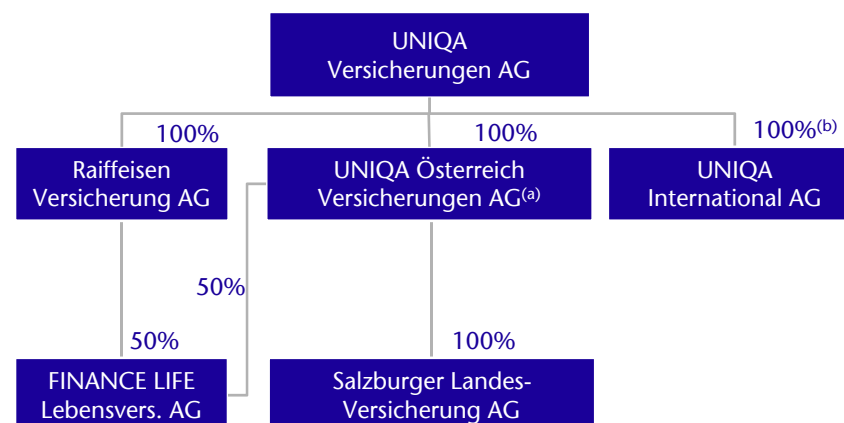 UNIQA
Versicherungen AG
100%
100%
100%(b)
Raiffeisen
Versicherung AG
UNIQA Österreich
Versicherungen AG(a)
UNIQA
International AG
50%
50%
100%
FINANCE LIFE
Lebensvers. AG
Salzburger Landes-
Versicherung AG